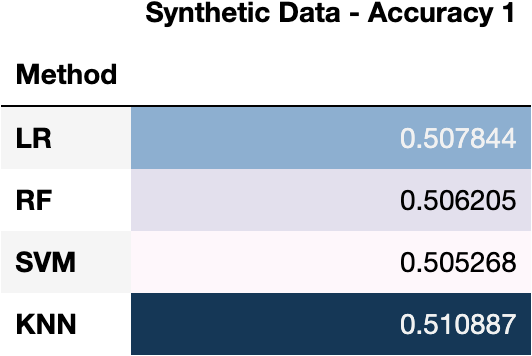 Synthetic Data - Accuracy 1
Method
LR 0.507844
RF 0.506205
SVM 0.505268
KNN 0.510887